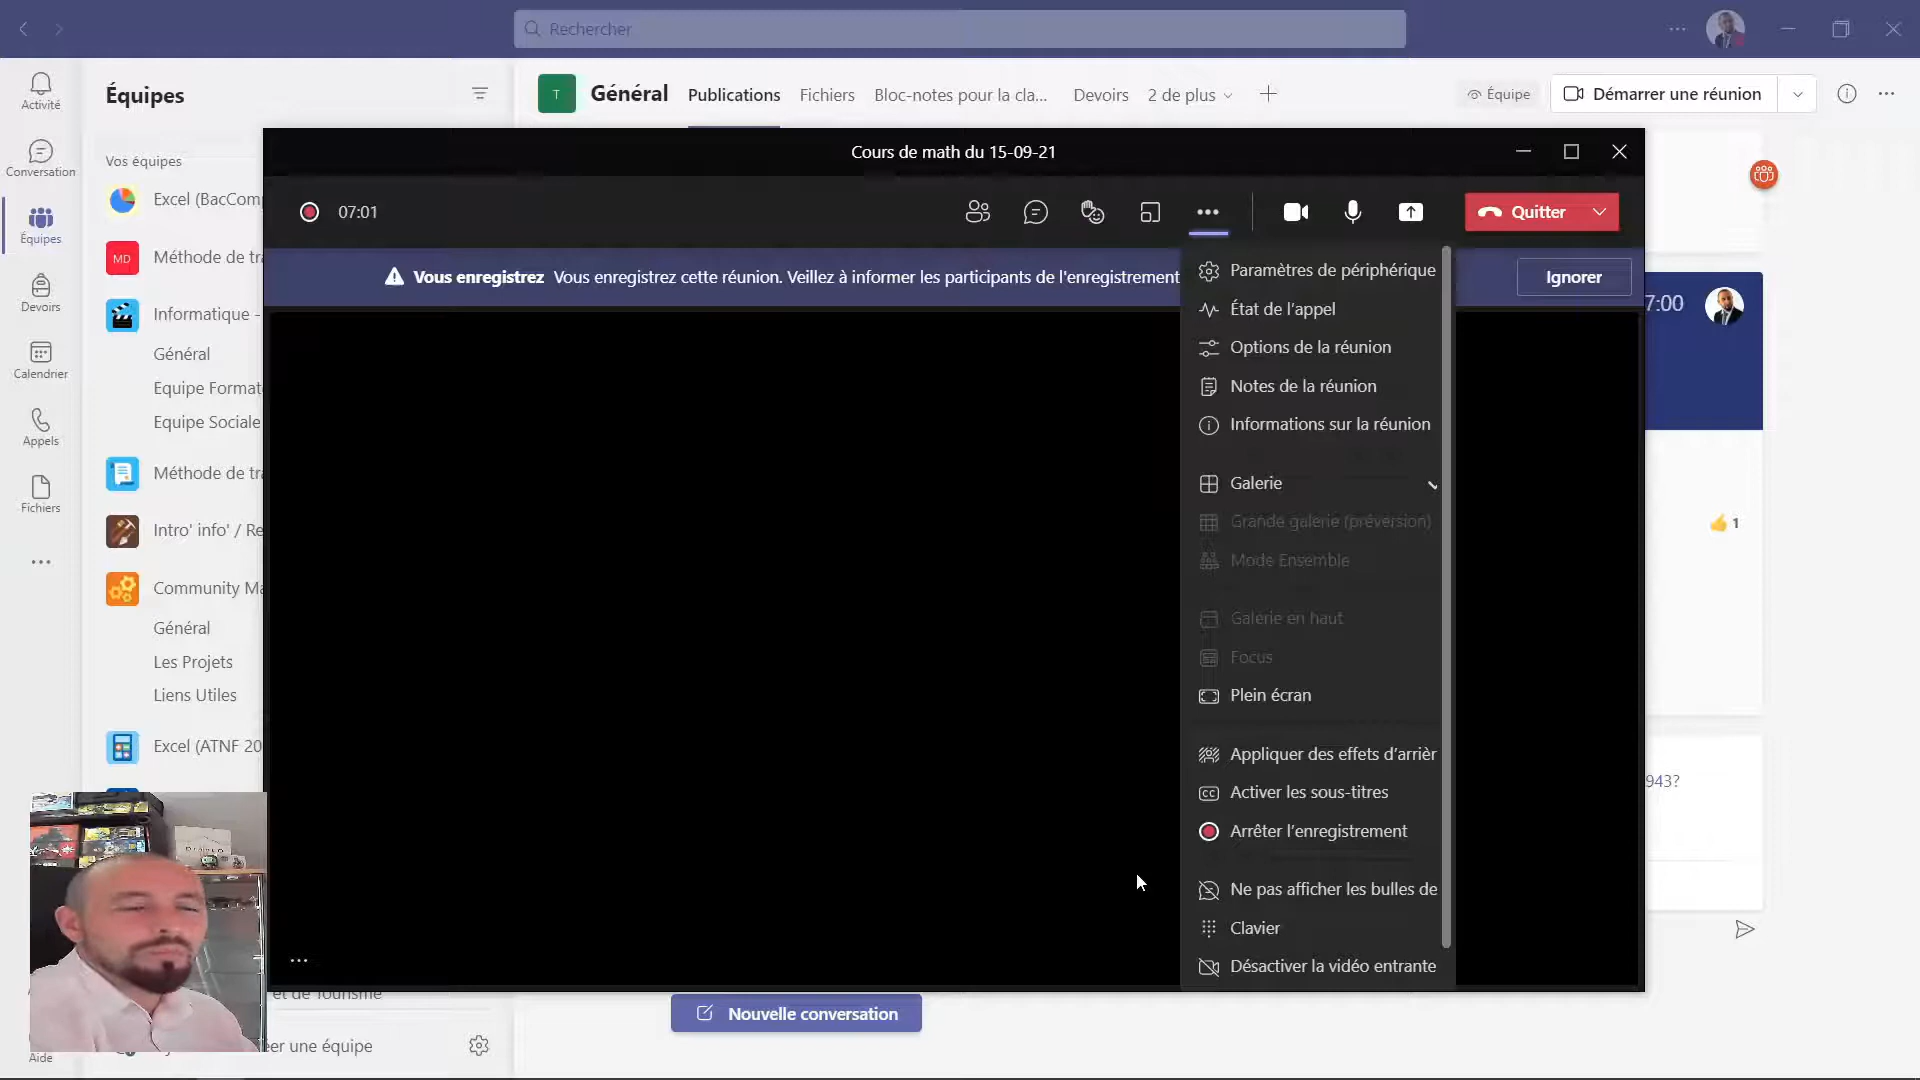 Rechercher
Activité
Conversation
Équipes
Devoirs
Calendrier
Appels
Fichiers
Aide
Équipes
Vos équipes
Excel (BacCom
MD
Méthode de tra
Informatique -
Général
Equipe Format
Equipe Sociale
Méthode de tra
Intro' info' / Re
Community Ma
Général
Les Projets
Liens Utiles
Excel (ATNF 20
et de Tourisme
er une équipe
T
Général
Publications
Fichiers
Bloc-notes pour la cla...
Devoirs
2 de plus
Équipe
Démarrer une réunion
Cours de math du 15-09-21
07:01
Quitter
Vous enregistrez Vous enregistrez cette réunion. Veillez à informer les participants de l'enregistrement
Ignorer
Paramètres de périphérique
État de l'appel
Options de la réunion
Notes de la réunion
Informations sur la réunion
Galerie
Grande galerie (préversion)
Mode Ensemble
Galerie en haut
Focus
Plein écran
Appliquer des effets d'arrièr
CC Activer les sous-titres
Arrêter l'enregistrement
Ne pas afficher les bulles de
Clavier
Désactiver la vidéo entrante
7:00
1
943?
Nouvelle conversation